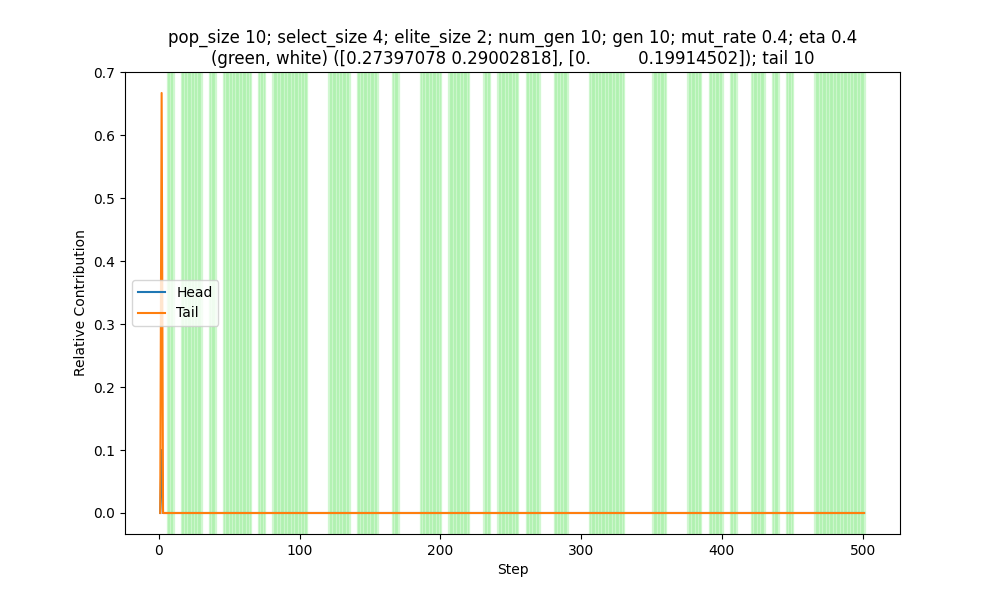 pop_size 10; select_size 4; elite_size 2; num_gen 10; gen 10; mut_rate 0.4; eta 0.4
(green, white) ([0.27397078 0.29002818], [0.         0.19914502]); tail 10
0.7
0.6
0.5
0.4
0.3
0.2
0.1
0.0
Relative Contribution
Head
Tail
0
100
200
300
400
500
Step